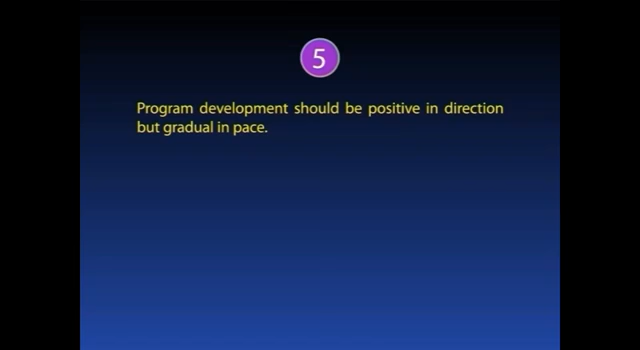 5
Program development should be positive in direction
but gradual in pace.